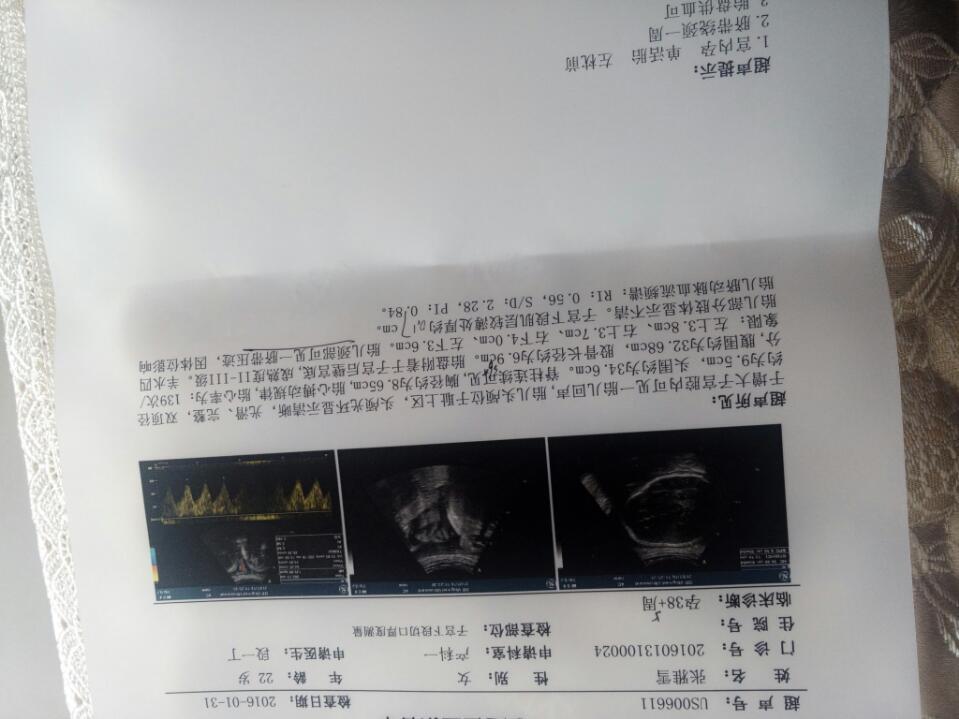 超声号： US006611 检查日期： 2016-01-31
姓名： 张雅雪 性别： 女 年龄： 22 岁
门诊号： 2016013100024 申请科室： 产科一 申请医生： 段一丁
住院号： 检查部位： 子宫下段切口厚度测量
临床诊断： 孕38+周
超声所见：
于增大子宫腔内可见一胎儿回声，胎儿头颅位于耻上区，头颅光环显示清晰，光滑、完整，双顶径
约为9.5cm，头围约为34.6cm。脊柱连续可见，胸径约为8.65cm，胎心搏动规律，胎心率为：139次/
分，腹围约为32.68cm，股骨长径约为6.90cm。胎盘附着于子宫后壁宫底，成熟度II-III级。羊水四
象限：左上3.8cm、右上3.7cm、右下4.0cm、左下3.6cm。胎儿颈部可见一脐带压迹，因体位影响
胎儿部分肢体显示不清。子宫下段肌层较薄处厚约 cm。
胎儿脐动脉血流频谱：RI：0.56，S/D：2.28，PI：0.84。
超声提示：
1. 宫内孕 单活胎 左枕前
2. 脐带绕颈一周
胎盘供血可